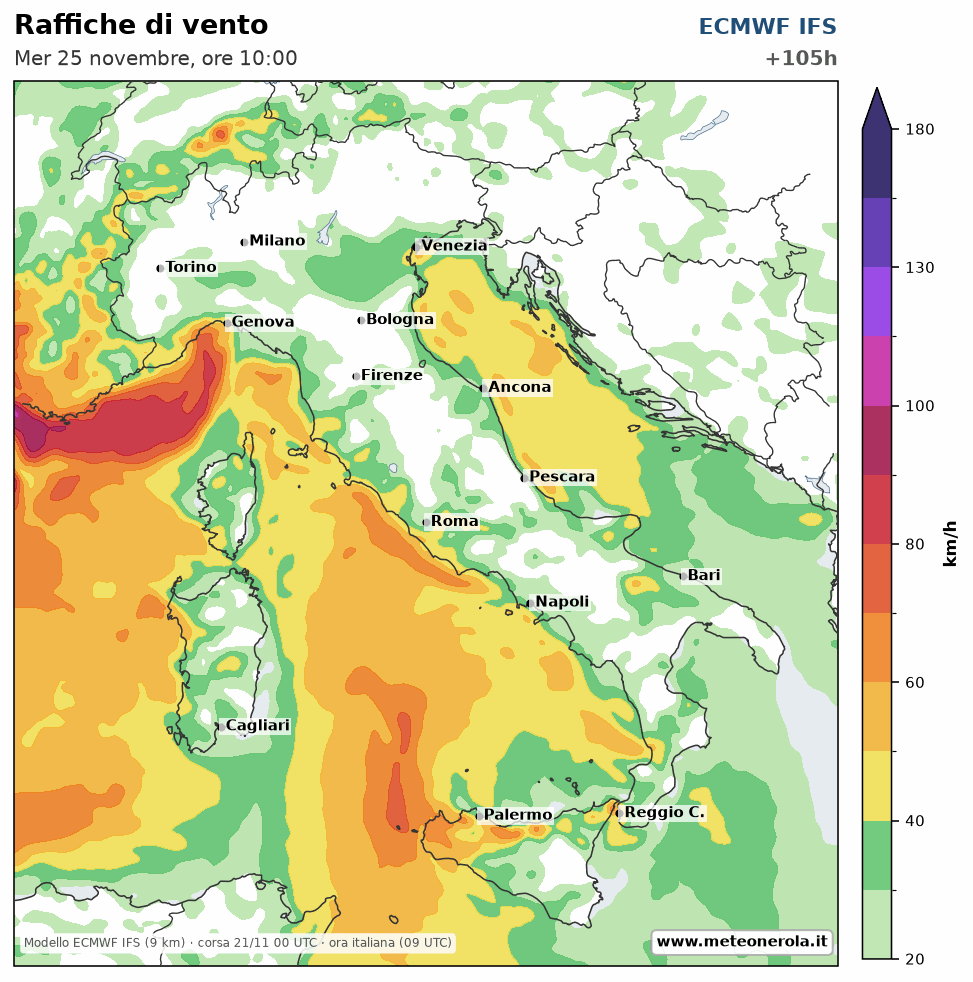 Raffiche di vento
ECMWF IFS
Mer 25 novembre, ore 10:00
+105h
180
130
100
80
60
40
20
km/h
Milano
Venezia
Torino
Genova
Bologna
Firenze
Ancona
Pescara
Roma
Bari
Napoli
Cagliari
Palermo
Reggio C.
Modello ECMWF IFS (9 km) · corsa 21/11 00 UTC · ora italiana (09 UTC)
www.meteonerola.it